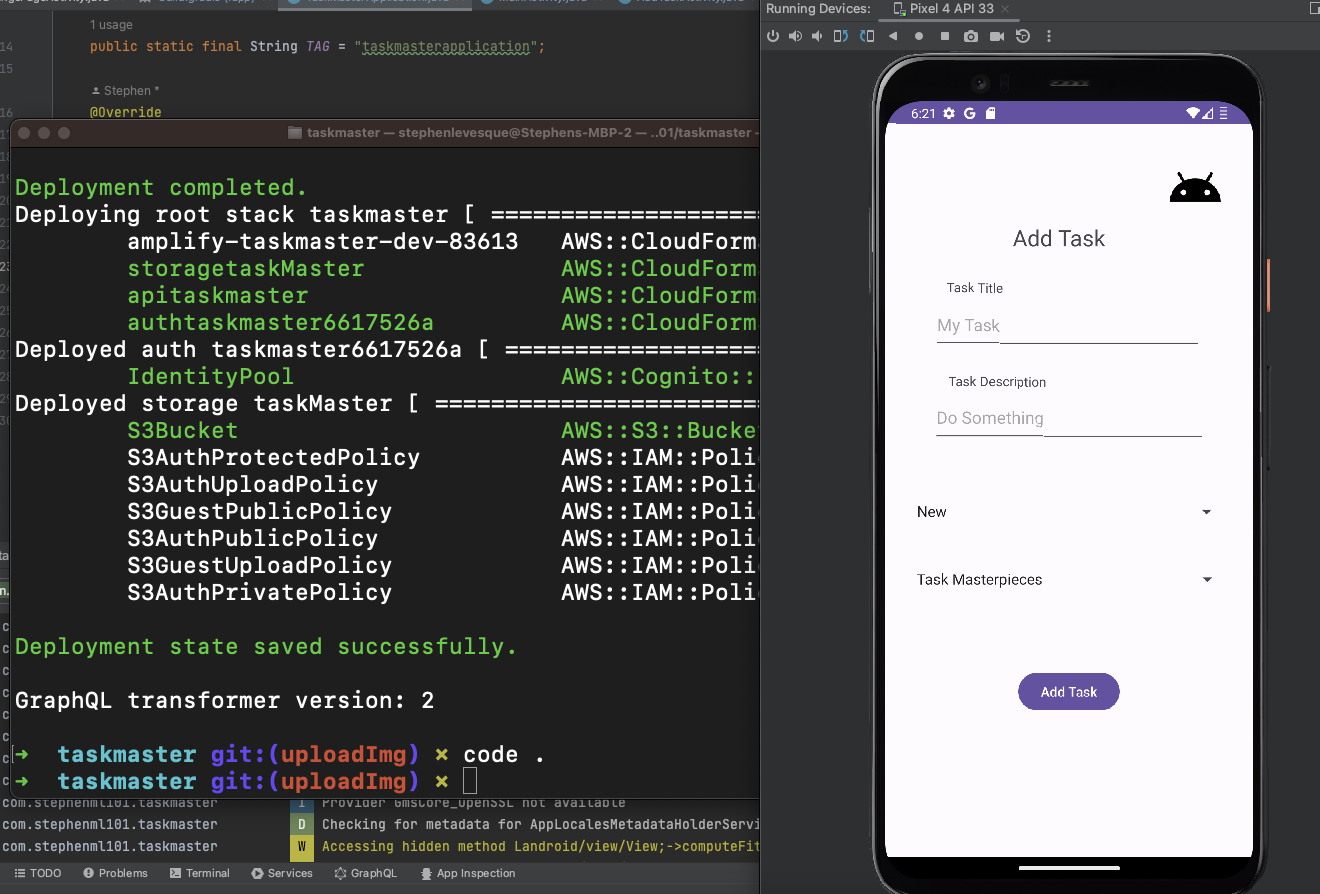 Running Devices: Pixel 4 API 33
1 usage
14 public static final String TAG = "taskmasterapplication";
15
Stephen *
16 @Override
taskmaster — stephenlevesque@Stephens-MBP-2 — ..01/taskmaster -
Deployment completed.
Deploying root stack taskmaster [ ===================
amplify-taskmaster-dev-83613 AWS::CloudForm
storagetaskMaster AWS::CloudForm
apitaskmaster AWS::CloudForm
authtaskmaster6617526a AWS::CloudForm
Deployed auth taskmaster6617526a [ ==================
IdentityPool AWS::Cognito::
Deployed storage taskMaster [ =======================
S3Bucket AWS::S3::Bucke
S3AuthProtectedPolicy AWS::IAM::Poli
S3AuthUploadPolicy AWS::IAM::Poli
S3GuestPublicPolicy AWS::IAM::Poli
S3AuthPublicPolicy AWS::IAM::Poli
S3GuestUploadPolicy AWS::IAM::Poli
S3AuthPrivatePolicy AWS::IAM::Poli
Deployment state saved successfully.
GraphQL transformer version: 2
➜ taskmaster git:(uploadImg) × code .
➜ taskmaster git:(uploadImg) ×
com.stephenml101.taskmaster I Provider GmsCore_OpenSSL not available
com.stephenml101.taskmaster D Checking for metadata for AppLocalesMetadataHolderServi
com.stephenml101.taskmaster W Accessing hidden method Landroid/view/View;->computeFit
TODO Problems Terminal Services GraphQL App Inspection
6:21 G
Add Task
Task Title
My Task
Task Description
Do Something
New
Task Masterpieces
Add Task